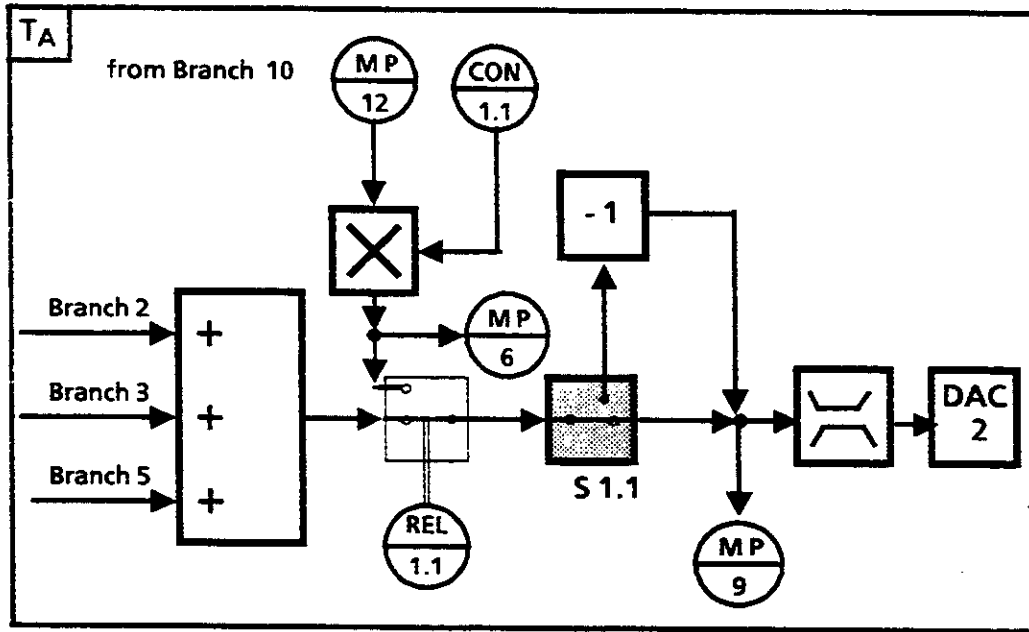 TA
from Branch 10
MP
12
CON
1.1
- 1
Branch 2
+
MP
6
Branch 3
+
DAC
2
Branch 5
+
S 1.1
REL
1.1
MP
9